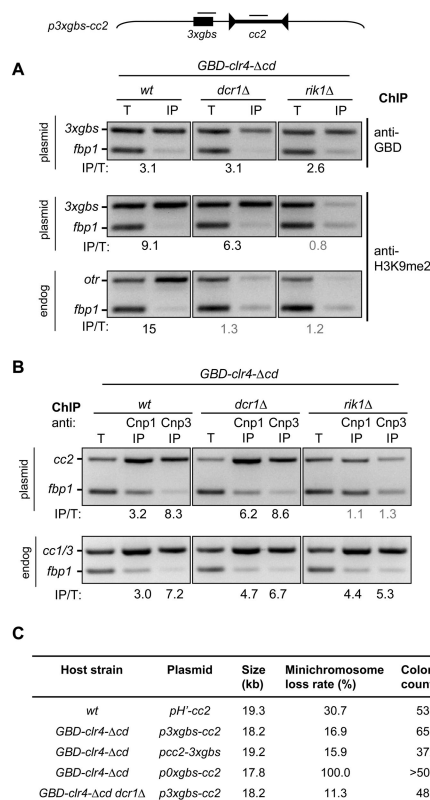 p3xgbs-cc2
3xgbs
cc2
A
GBD-clr4-Δcd
wt dcr1Δ rik1Δ ChIP
T IP T IP T IP
plasmid 3xgbs anti-GBD
fbp1
IP/T: 3.1 3.1 2.6
plasmid 3xgbs
fbp1
IP/T: 9.1 6.3 0.8
anti-H3K9me2
endog otr
fbp1
IP/T: 15 1.3 1.2
B
GBD-clr4-Δcd
ChIP wt dcr1Δ rik1Δ
anti: Cnp1 Cnp3 Cnp1 Cnp3 Cnp1 Cnp3
T IP IP T IP IP T IP IP
plasmid cc2
fbp1
IP/T: 3.2 8.3 6.2 8.6 1.1 1.3
endog cc1/3
fbp1
IP/T: 3.0 7.2 4.7 6.7 4.4 5.3
C
Host strain Plasmid Size (kb) Minichromosome loss rate (%)
wt pH'-cc2 19.3 30.7 53
GBD-clr4-Δcd p3xgbs-cc2 18.2 16.9 65
GBD-clr4-Δcd pcc2-3xgbs 19.2 15.9 37
GBD-clr4-Δcd p0xgbs-cc2 17.8 100.0 >50
GBD-clr4-Δcd dcr1Δ p3xgbs-cc2 18.2 11.3 48